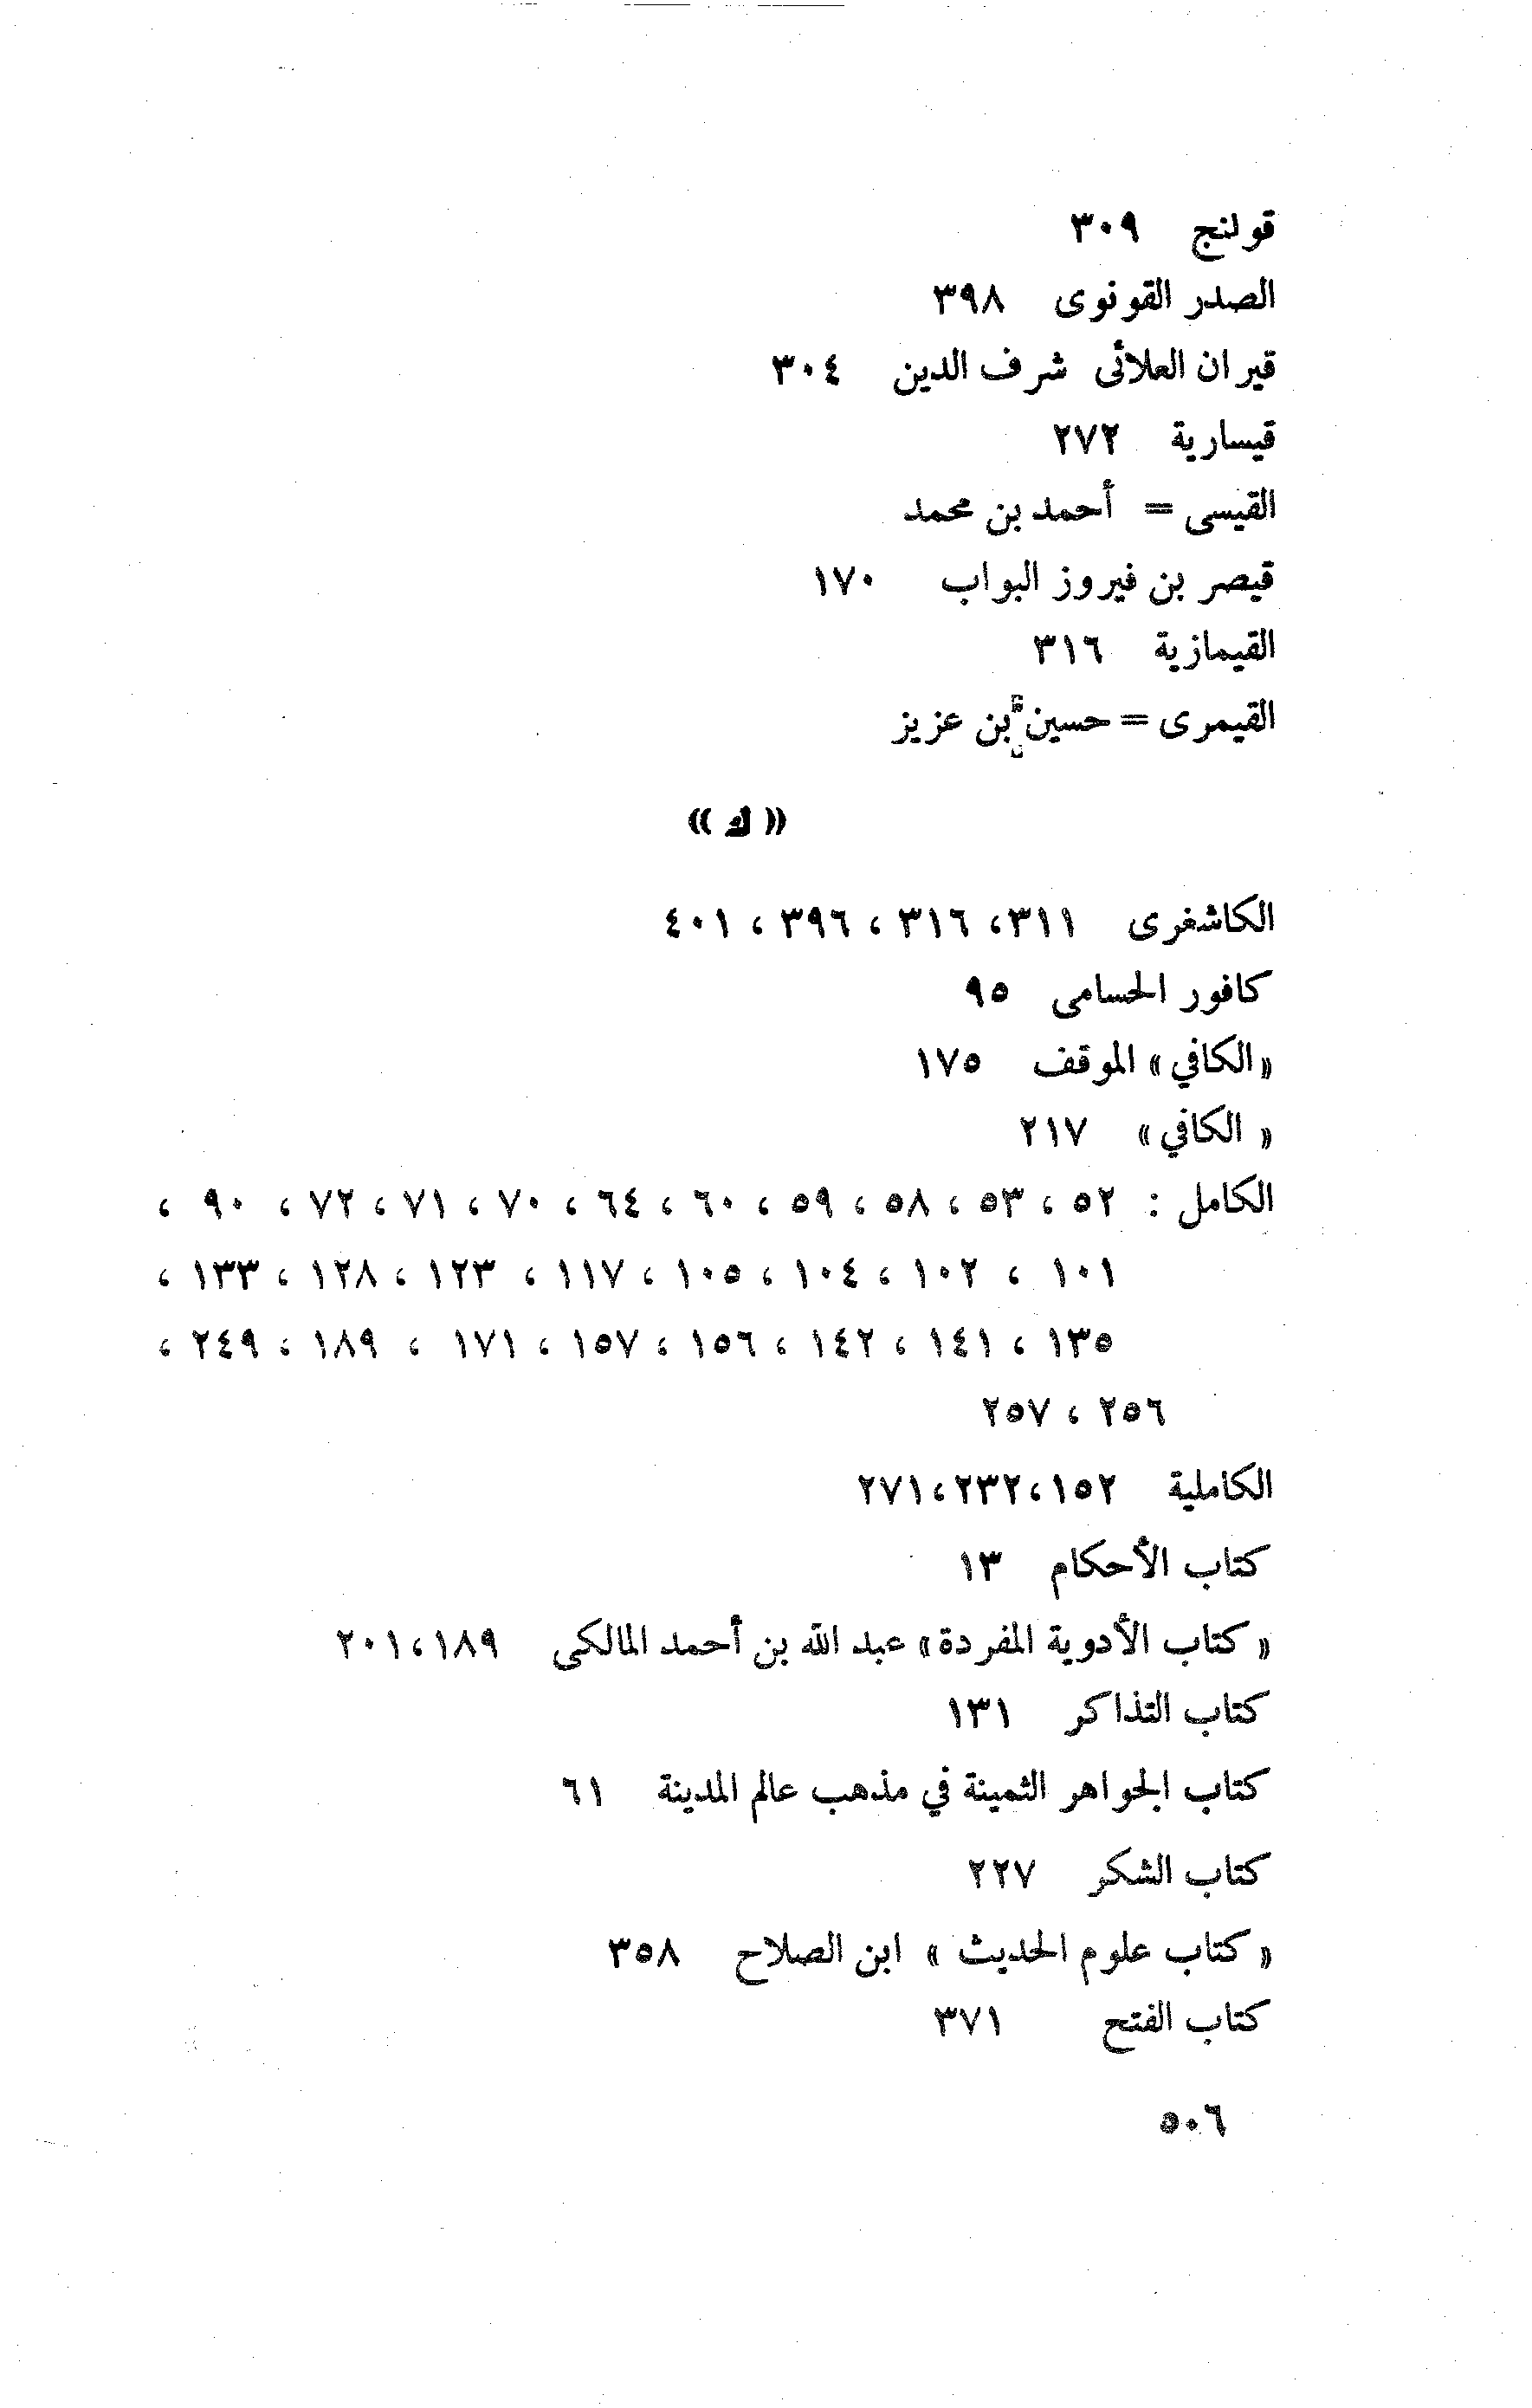 قولنج ٣٠٩
الصدر القونوى ٣٩٨
قيران العلائى شرف الدين ٣٠٤
قيسارية ٢٧٢
القيسى = أحمد بن محمد
قيصر بن فيروز البواب ١٧٠
القيمازية ٣١٦
القيمرى = حسين بن عزيز
« ك »
الكاشغرى ٣١١، ٣١٦ ، ٣٩٦ ، ٤٠١
كافور الحسامى ٩٥
«الكافي» الموقف ١٧٥
« الكافي» ٢١٧
الكامل : ٥٢ ، ٥٣ ، ٥٨ ، ٥٩ ، ٦٠ ، ٦٤ ، ٧٠ ، ٧١ ، ٧٢ ، ٩٠ ،
١٠١ ، ١٠٢ ، ١٠٤ ، ١٠٥ ، ١١٧ ، ١٢٣ ، ١٢٨ ، ١٣٣ ،
١٣٥ ، ١٤١ ، ١٤٢ ، ١٥٦ ، ١٥٧ ، ١٧١ ، ١٨٩ ، ٢٤٩ ،
٢٥٦ ، ٢٥٧
الكاملية ١٥٢ ،٢٣٢ ،٢٧١
كتاب الأحكام ١٣
« كتاب الأدوية المفردة» عبد الله بن أحمد المالكى ١٨٩ ،٢٠١
كتاب التذاكر ١٣١
كتاب الجواهر الثمينة في مذهب عالم المدينة ٦١
كتاب الشكر ٢٢٧
« كتاب علوم الحديث » ابن الصلاح ٣٥٨
كتاب الفتح ٣٧١
٥٠٦